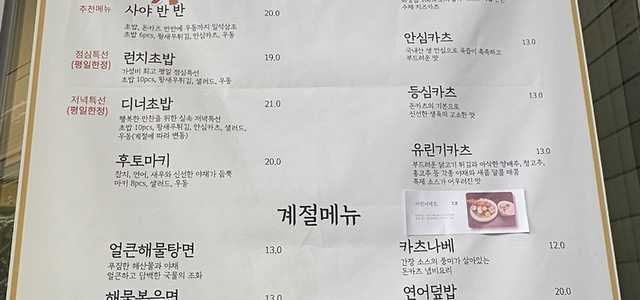 추천메뉴 사야 반 반 20.0
초밥, 돈카츠 반반에 우동까지 일석삼조
초밥 6pcs, 왕새우튀김, 안심카츠, 우동
점심특선 런치초밥 19.0
(평일한정) 가성비 최고 평일 점심특선
초밥 10pcs, 왕새우튀김, 샐러드, 우동
저녁특선 디너초밥 21.0
(평일한정) 행복한 만찬을 위한 실속 저녁특선
초밥 10pcs, 왕새우튀김, 안심카츠, 샐러드,
우동(계절에 따라 변동)
후토마키 20.0
참치, 연어, 새우와 신선한 야채가 듬뿍
마키 8pcs, 샐러드, 우동
수제 치즈카츠
안심카츠 13.0
국내산 생 안심으로 육즙이 촉촉하고
부드러운 맛
등심카츠 13.0
돈카츠의 기본으로
신선한 생육의 고소한 맛
유린기카츠 13.0
부드러운 닭고기 튀김과 아삭한 양배추, 청고추,
홍고추 등 각종 야채와 새콤 달콤 매콤
특제 소스가 어우러진 맛
계절메뉴
얼큰해물탕면 13.0
푸짐한 해산물과 야채
얼큰하고 담백한 국물의 조화
해물볶음면 13.0
카츠나베 12.0
간장 소스의 풍미가 살아있는
돈카츠 냄비요리
연어덮밥 20.0